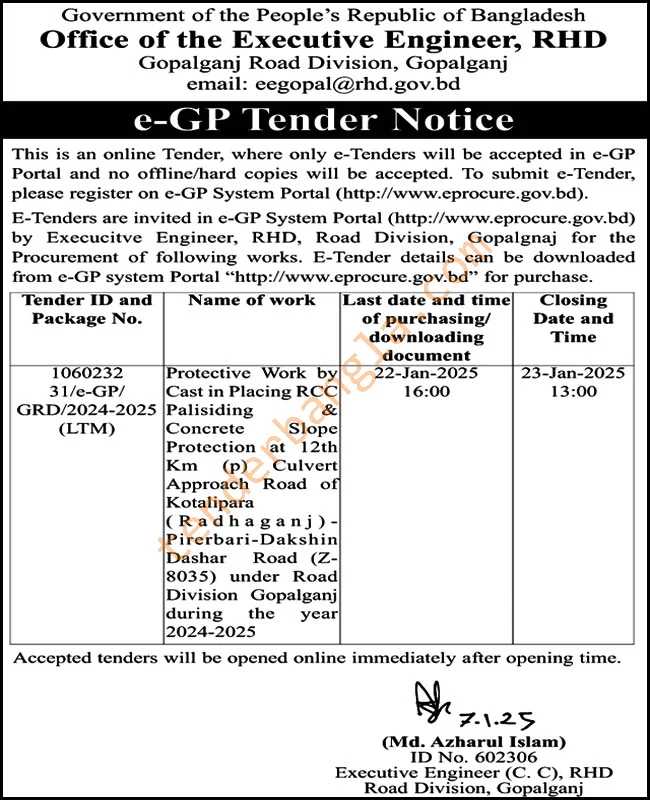 Government of the People's Republic of Bangladesh
Office of the Executive Engineer, RHD
Gopalganj Road Division, Gopalganj
email: eegopal@rhd.gov.bd
e-GP Tender Notice
This is an online Tender, where only e-Tenders will be accepted in e-GP
Portal and no offline/hard copies will be accepted. To submit e-Tender,
please register on e-GP System Portal (http://www.eprocure.gov.bd).
E-Tenders are invited in e-GP System Portal (http://www.eprocure.gov.bd)
by Execucitve Engineer, RHD, Road Division, Gopalgnaj for the
Procurement of following works. E-Tender details can be downloaded
from e-GP system Portal “http://www.eprocure.gov.bd” for purchase.
Tender ID and
Package No.
Name of work
Last date and time
of purchasing/
downloading
document
Closing
Date and
Time
1060232
31/e-GP/
GRD/2024-2025
(LTM)
Protective Work by
Cast in Placing RCC
Palisiding &
Concrete Slope
Protection at 12th
Km (p) Culvert
Approach Road of
Kotalipara
(Radhaganj)-
Pirerbari-Dakshin
Dashar Road (Z-
8035) under Road
Division Gopalganj
during the year
2024-2025
22-Jan-2025
16:00
23-Jan-2025
13:00
Accepted tenders will be opened online immediately after opening time.
7.1.25
(Md. Azharul Islam)
ID No. 602306
Executive Engineer (C. C), RHD
Road Division, Gopalganj
tenderbangla.com